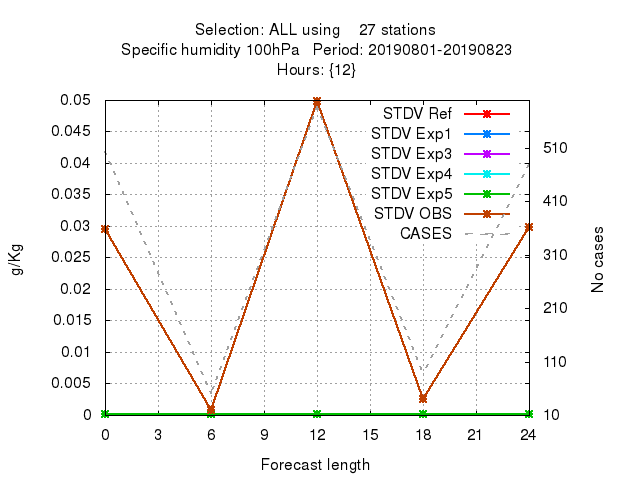 Selection: ALL using    27 stations
Specific humidity 100hPa   Period: 20190801-20190823
Hours: {12}
0.05
0.045
0.04
0.035
0.03
0.025
0.02
0.015
0.01
0.005
0
g/Kg
STDV Ref
STDV Exp1
STDV Exp3
STDV Exp4
STDV Exp5
STDV OBS
CASES
510
410
310
210
110
10
No cases
0 3 6 9 12 15 18 21 24
Forecast length